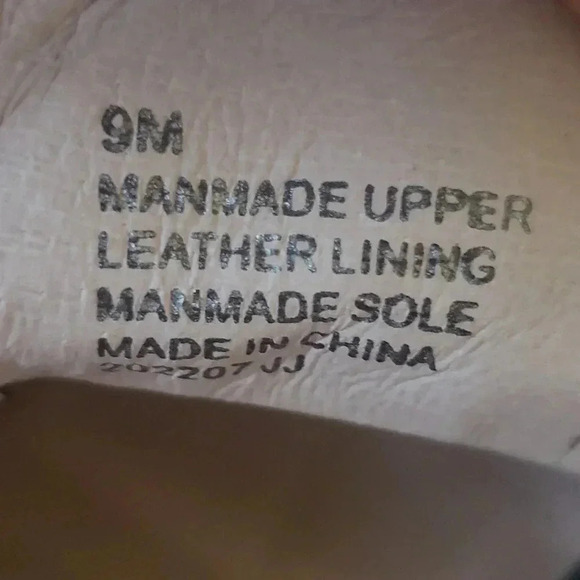 9M
MANMADE UPPER
LEATHER LINING
MANMADE SOLE
MADE IN CHINA
202207 JJ